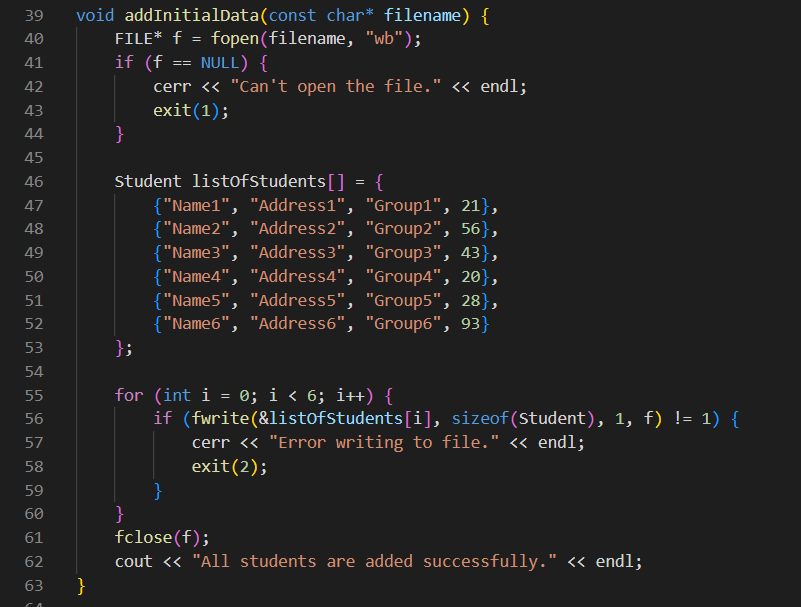 39 void addInitialData(const char* filename) {
40     FILE* f = fopen(filename, "wb");
41     if (f == NULL) {
42         cerr << "Can't open the file." << endl;
43         exit(1);
44     }
45
46     Student listOfStudents[] = {
47         {"Name1", "Address1", "Group1", 21},
48         {"Name2", "Address2", "Group2", 56},
49         {"Name3", "Address3", "Group3", 43},
50         {"Name4", "Address4", "Group4", 20},
51         {"Name5", "Address5", "Group5", 28},
52         {"Name6", "Address6", "Group6", 93}
53     };
54
55     for (int i = 0; i < 6; i++) {
56         if (fwrite(&listOfStudents[i], sizeof(Student), 1, f) != 1) {
57             cerr << "Error writing to file." << endl;
58             exit(2);
59         }
60     }
61     fclose(f);
62     cout << "All students are added successfully." << endl;
63 }